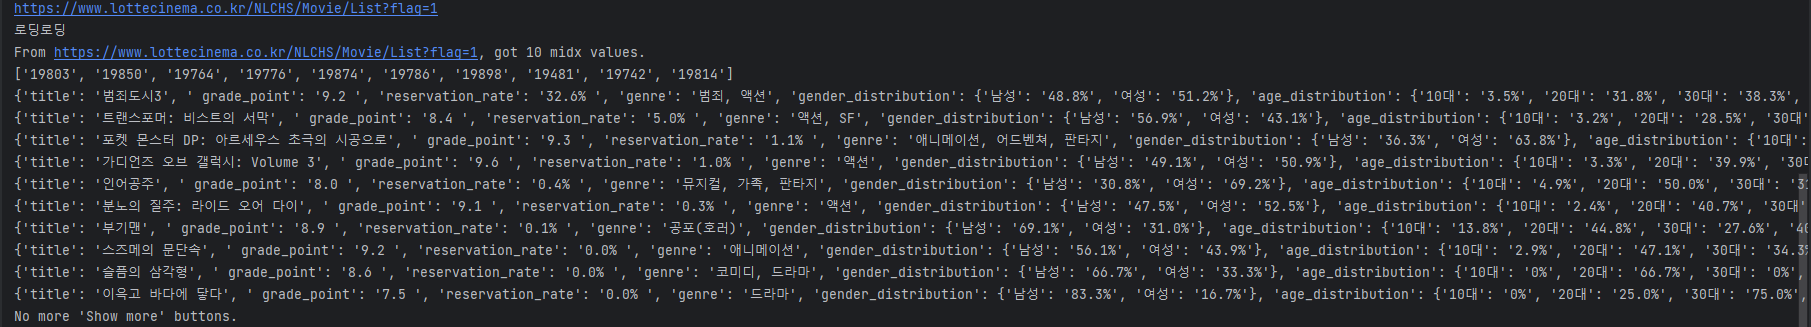 https://www.lottecinema.co.kr/NLCHS/Movie/List?flag=1
로딩로딩
From https://www.lottecinema.co.kr/NLCHS/Movie/List?flag=1, got 10 midx values.
['19803', '19850', '19764', '19776', '19874', '19786', '19898', '19481', '19742', '19814']
{'title': '범죄도시3', ' grade_point': '9.2 ', 'reservation_rate': '32.6% ', 'genre': '범죄, 액션', 'gender_distribution': {'남성': '48.8%', '여성': '51.2%'}, 'age_distribution': {'10대': '3.5%', '20대': '31.8%', '30대': '38.3%',
{'title': '트랜스포머: 비스트의 서막', ' grade_point': '8.4 ', 'reservation_rate': '5.0% ', 'genre': '액션, SF', 'gender_distribution': {'남성': '56.9%', '여성': '43.1%'}, 'age_distribution': {'10대': '3.2%', '20대': '28.5%', '30대
{'title': '포켓 몬스터 DP: 아르세우스 초극의 시공으로', ' grade_point': '9.3 ', 'reservation_rate': '1.1% ', 'genre': '애니메이션, 어드벤쳐, 판타지', 'gender_distribution': {'남성': '36.3%', '여성': '63.8%'}, 'age_distribution': {'10대':
{'title': '가디언즈 오브 갤럭시: Volume 3', ' grade_point': '9.6 ', 'reservation_rate': '1.0% ', 'genre': '액션', 'gender_distribution': {'남성': '49.1%', '여성': '50.9%'}, 'age_distribution': {'10대': '3.3%', '20대': '39.9%', '30대
{'title': '인어공주', ' grade_point': '8.0 ', 'reservation_rate': '0.4% ', 'genre': '뮤지컬, 가족, 판타지', 'gender_distribution': {'남성': '30.8%', '여성': '69.2%'}, 'age_distribution': {'10대': '4.9%', '20대': '50.0%', '30대':
{'title': '분노의 질주: 라이드 오어 다이', ' grade_point': '9.1 ', 'reservation_rate': '0.3% ', 'genre': '액션', 'gender_distribution': {'남성': '47.5%', '여성': '52.5%'}, 'age_distribution': {'10대': '2.4%', '20대': '40.7%', '30대
{'title': '부기맨', ' grade_point': '8.9 ', 'reservation_rate': '0.1% ', 'genre': '공포(호러)', 'gender_distribution': {'남성': '69.1%', '여성': '31.0%'}, 'age_distribution': {'10대': '13.8%', '20대': '44.8%', '30대': '27.6%',
{'title': '스즈메의 문단속', ' grade_point': '9.2 ', 'reservation_rate': '0.0% ', 'genre': '애니메이션', 'gender_distribution': {'남성': '56.1%', '여성': '43.9%'}, 'age_distribution': {'10대': '2.9%', '20대': '47.1%', '30대': '34.3%
{'title': '슬픔의 삼각형', ' grade_point': '8.6 ', 'reservation_rate': '0.0% ', 'genre': '코미디, 드라마', 'gender_distribution': {'남성': '66.7%', '여성': '33.3%'}, 'age_distribution': {'10대': '0%', '20대': '66.7%', '30대': '0%',
{'title': '이윽고 바다에 닿다', ' grade_point': '7.5 ', 'reservation_rate': '0.0% ', 'genre': '드라마', 'gender_distribution': {'남성': '83.3%', '여성': '16.7%'}, 'age_distribution': {'10대': '0%', '20대': '25.0%', '30대': '75.0%',
No more 'Show more' buttons.